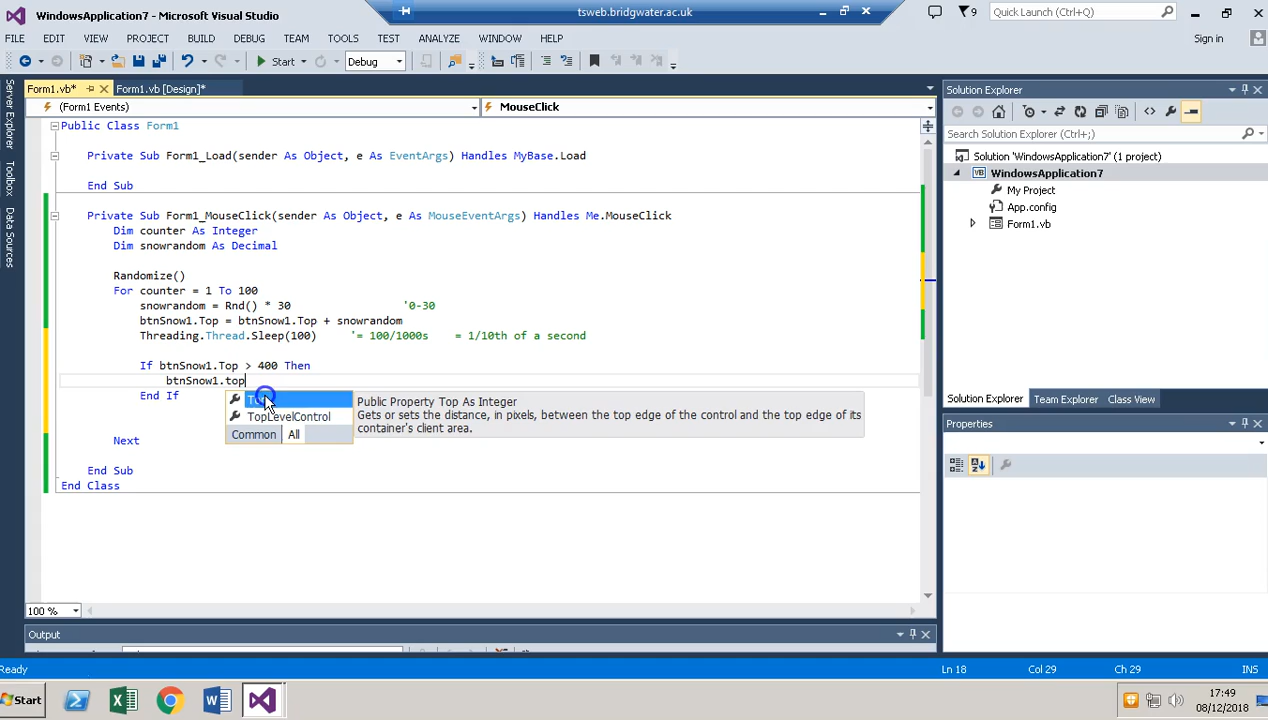 WindowsApplication7 - Microsoft Visual Studio
tsweb.bridgwater.ac.uk
9
Quick Launch (Ctrl+Q)
FILE EDIT VIEW PROJECT BUILD DEBUG TEAM TOOLS TEST ANALYZE WINDOW HELP
Sign in
Start
Debug
Form1.vb*
Form1.vb [Design]*
Solution Explorer
(Form1 Events)
MouseClick
Server Explorer
Toolbox
Data Sources
Public Class Form1
Private Sub Form1_Load(sender As Object, e As EventArgs) Handles MyBase.Load
End Sub
Private Sub Form1_MouseClick(sender As Object, e As MouseEventArgs) Handles Me.MouseClick
Dim counter As Integer
Dim snowrandom As Decimal
Randomize()
For counter = 1 To 100
snowrandom = Rnd() * 30 '0-30
btnSnow1.Top = btnSnow1.Top + snowrandom
Threading.Thread.Sleep(100) '= 100/1000s = 1/10th of a second
If btnSnow1.Top > 400 Then
btnSnow1.top
End If
TopLevelControl
Common All
Public Property Top As Integer
Gets or sets the distance, in pixels, between the top edge of the control and the top edge of its
container's client area.
Next
End Sub
End Class
100 %
Output
Search Solution Explorer (Ctrl+;)
Solution 'WindowsApplication7' (1 project)
VB WindowsApplication7
My Project
App.config
Form1.vb
Solution Explorer Team Explorer Class View
Properties
Ready
Ln 18
Col 29
Ch 29
INS
Start
17:49
08/12/2018